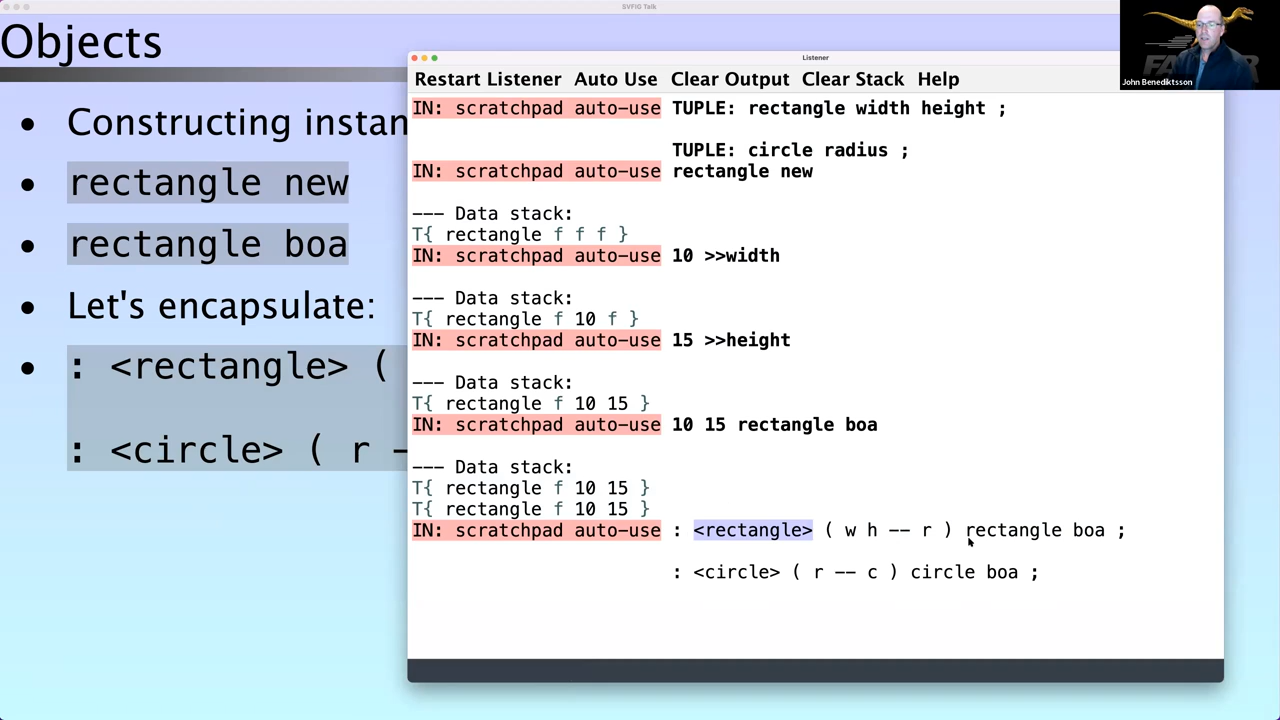 SVFIG Talk
Objects
• Constructing instan
• rectangle new
• rectangle boa
• Let's encapsulate:
• : <rectangle> (
: <circle> ( r -
Listener
Restart Listener Auto Use Clear Output Clear Stack Help
IN: scratchpad auto-use TUPLE: rectangle width height ;
TUPLE: circle radius ;
IN: scratchpad auto-use rectangle new
--- Data stack:
T{ rectangle f f f }
IN: scratchpad auto-use 10 >>width
--- Data stack:
T{ rectangle f 10 f }
IN: scratchpad auto-use 15 >>height
--- Data stack:
T{ rectangle f 10 15 }
IN: scratchpad auto-use 10 15 rectangle boa
--- Data stack:
T{ rectangle f 10 15 }
T{ rectangle f 10 15 }
IN: scratchpad auto-use : <rectangle> ( w h -- r ) rectangle boa ;
: <circle> ( r -- c ) circle boa ;
John Benediktsson